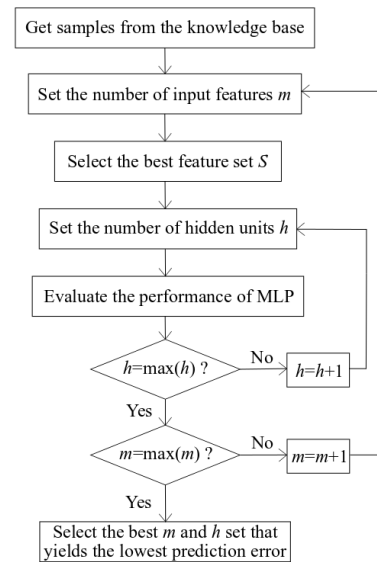 Get samples from the knowledge base
Set the number of input features m
Select the best feature set S
Set the number of hidden units h
Evaluate the performance of MLP
h=max(h) ?
No
h=h+1
Yes
m=max(m) ?
No
m=m+1
Yes
Select the best m and h set that
yields the lowest prediction error